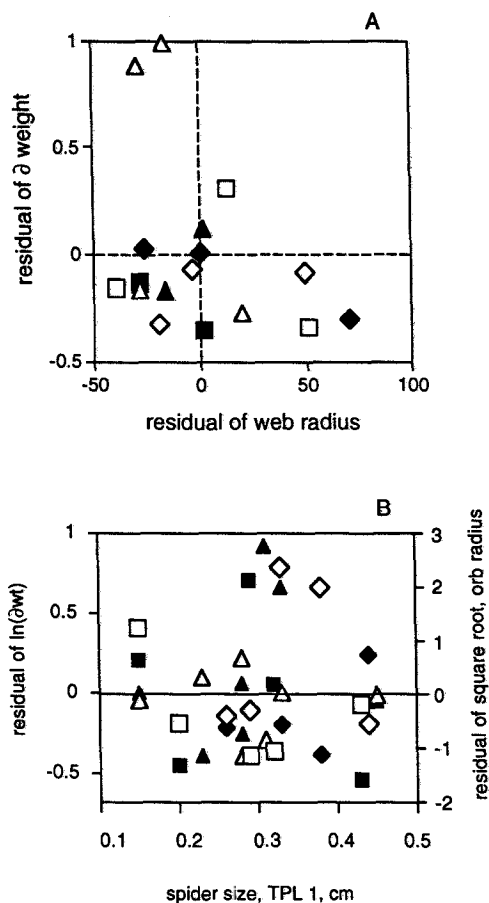 A
1
0.5
0
-0.5
residual of ∂ weight
-50 0 50 100
residual of web radius
B
1
0.5
0
-0.5
residual of ln(∂wt)
3
2
1
0
-1
-2
residual of square root, orb radius
0.1 0.2 0.3 0.4 0.5
spider size, TPL 1, cm